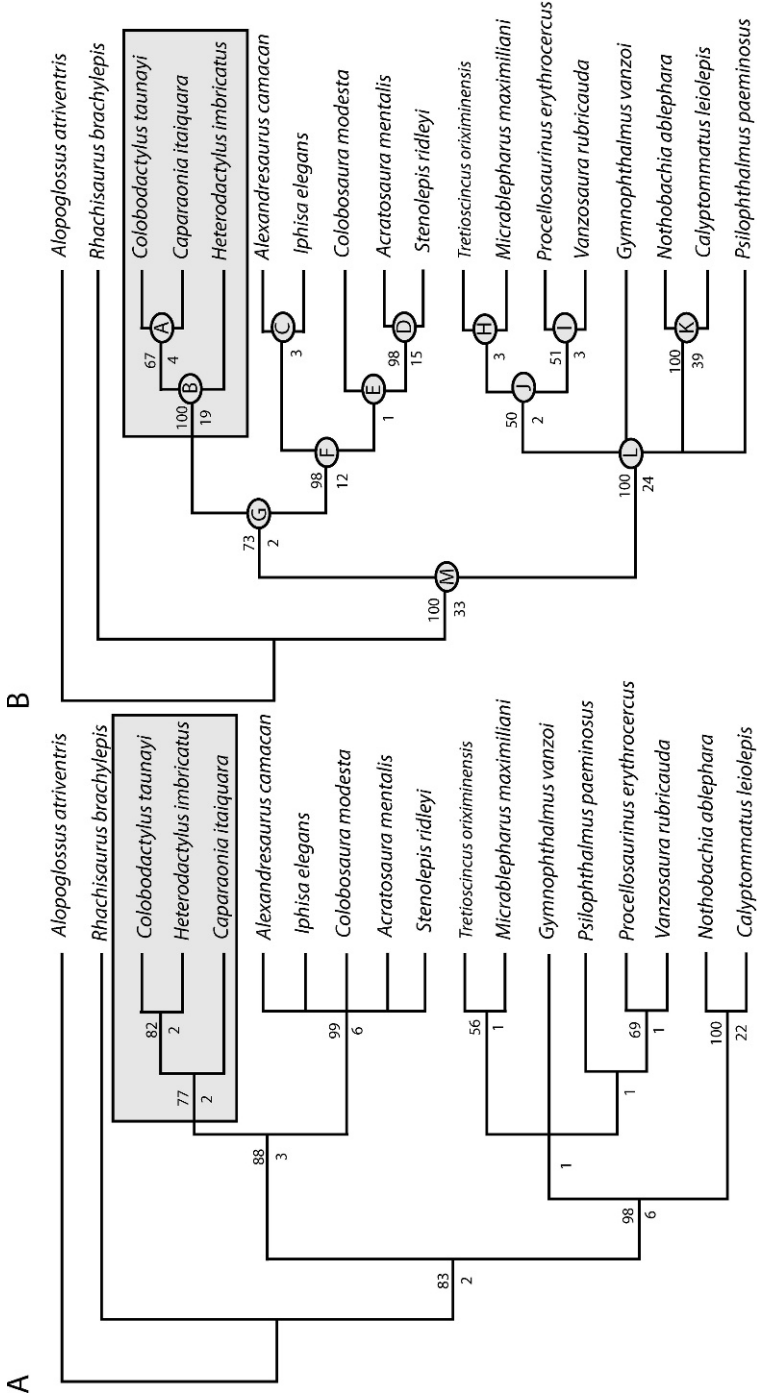 A
Alopoglossus atriventris
Rhachisaurus brachylepis
Colobodactylus taunayi
Heterodactylus imbricatus
Caparaonia itaiquara
Alexandresaurus camacan
Iphisa elegans
Colobosaura modesta
Acratosaura mentalis
Stenolepis ridleyi
Tretioscincus oriximinensis
Micrablepharus maximiliani
Gymnophthalmus vanzoi
Psilophthalmus paeminosus
Procellosaurinus erythrocercus
Vanzosaura rubricauda
Nothobachia ablephara
Calyptommatus leiolepis
82
2
77
2
99
6
88
3
56
1
69
1
1
1
100
22
98
6
83
2
B
Alopoglossus atriventris
Rhachisaurus brachylepis
Colobodactylus taunayi
Caparaonia itaiquara
Heterodactylus imbricatus
Alexandresaurus camacan
Iphisa elegans
Colobosaura modesta
Acratosaura mentalis
Stenolepis ridleyi
Tretioscincus oriximinensis
Micrablepharus maximiliani
Procellosaurinus erythrocercus
Vanzosaura rubricauda
Gymnophthalmus vanzoi
Nothobachia ablephara
Calyptommatus leiolepis
Psilophthalmus paeminosus
67
4
A
100
19
B
3
C
98
15
D
1
E
98
12
F
73
2
G
3
H
51
3
I
50
2
J
100
39
K
100
24
L
100
33
M